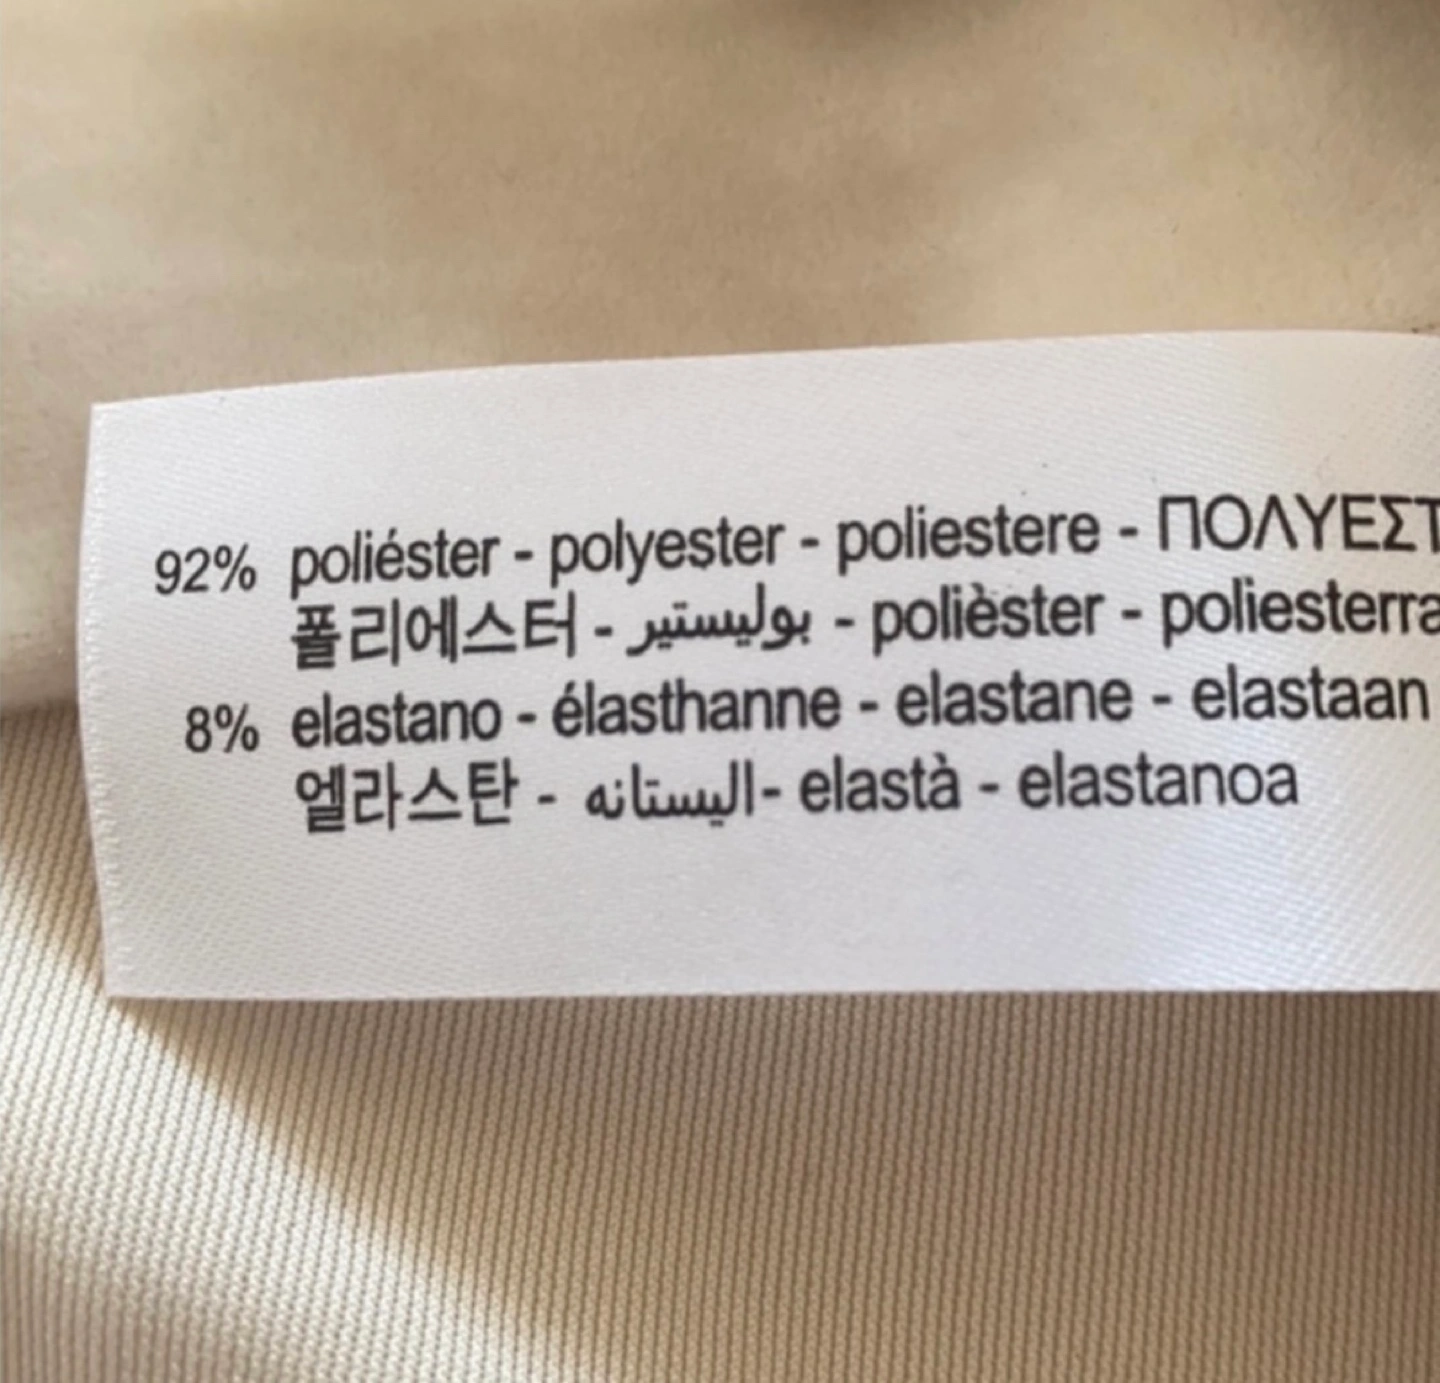 92% poliéster - polyester - poliestere - ΠΟΛΥΕΣΤ
폴리에스터 - بوليستير - polièster - poliesterra
8% elastano - élasthanne - elastane - elastaan
엘라스탄 - اليستانه- elastà - elastanoa